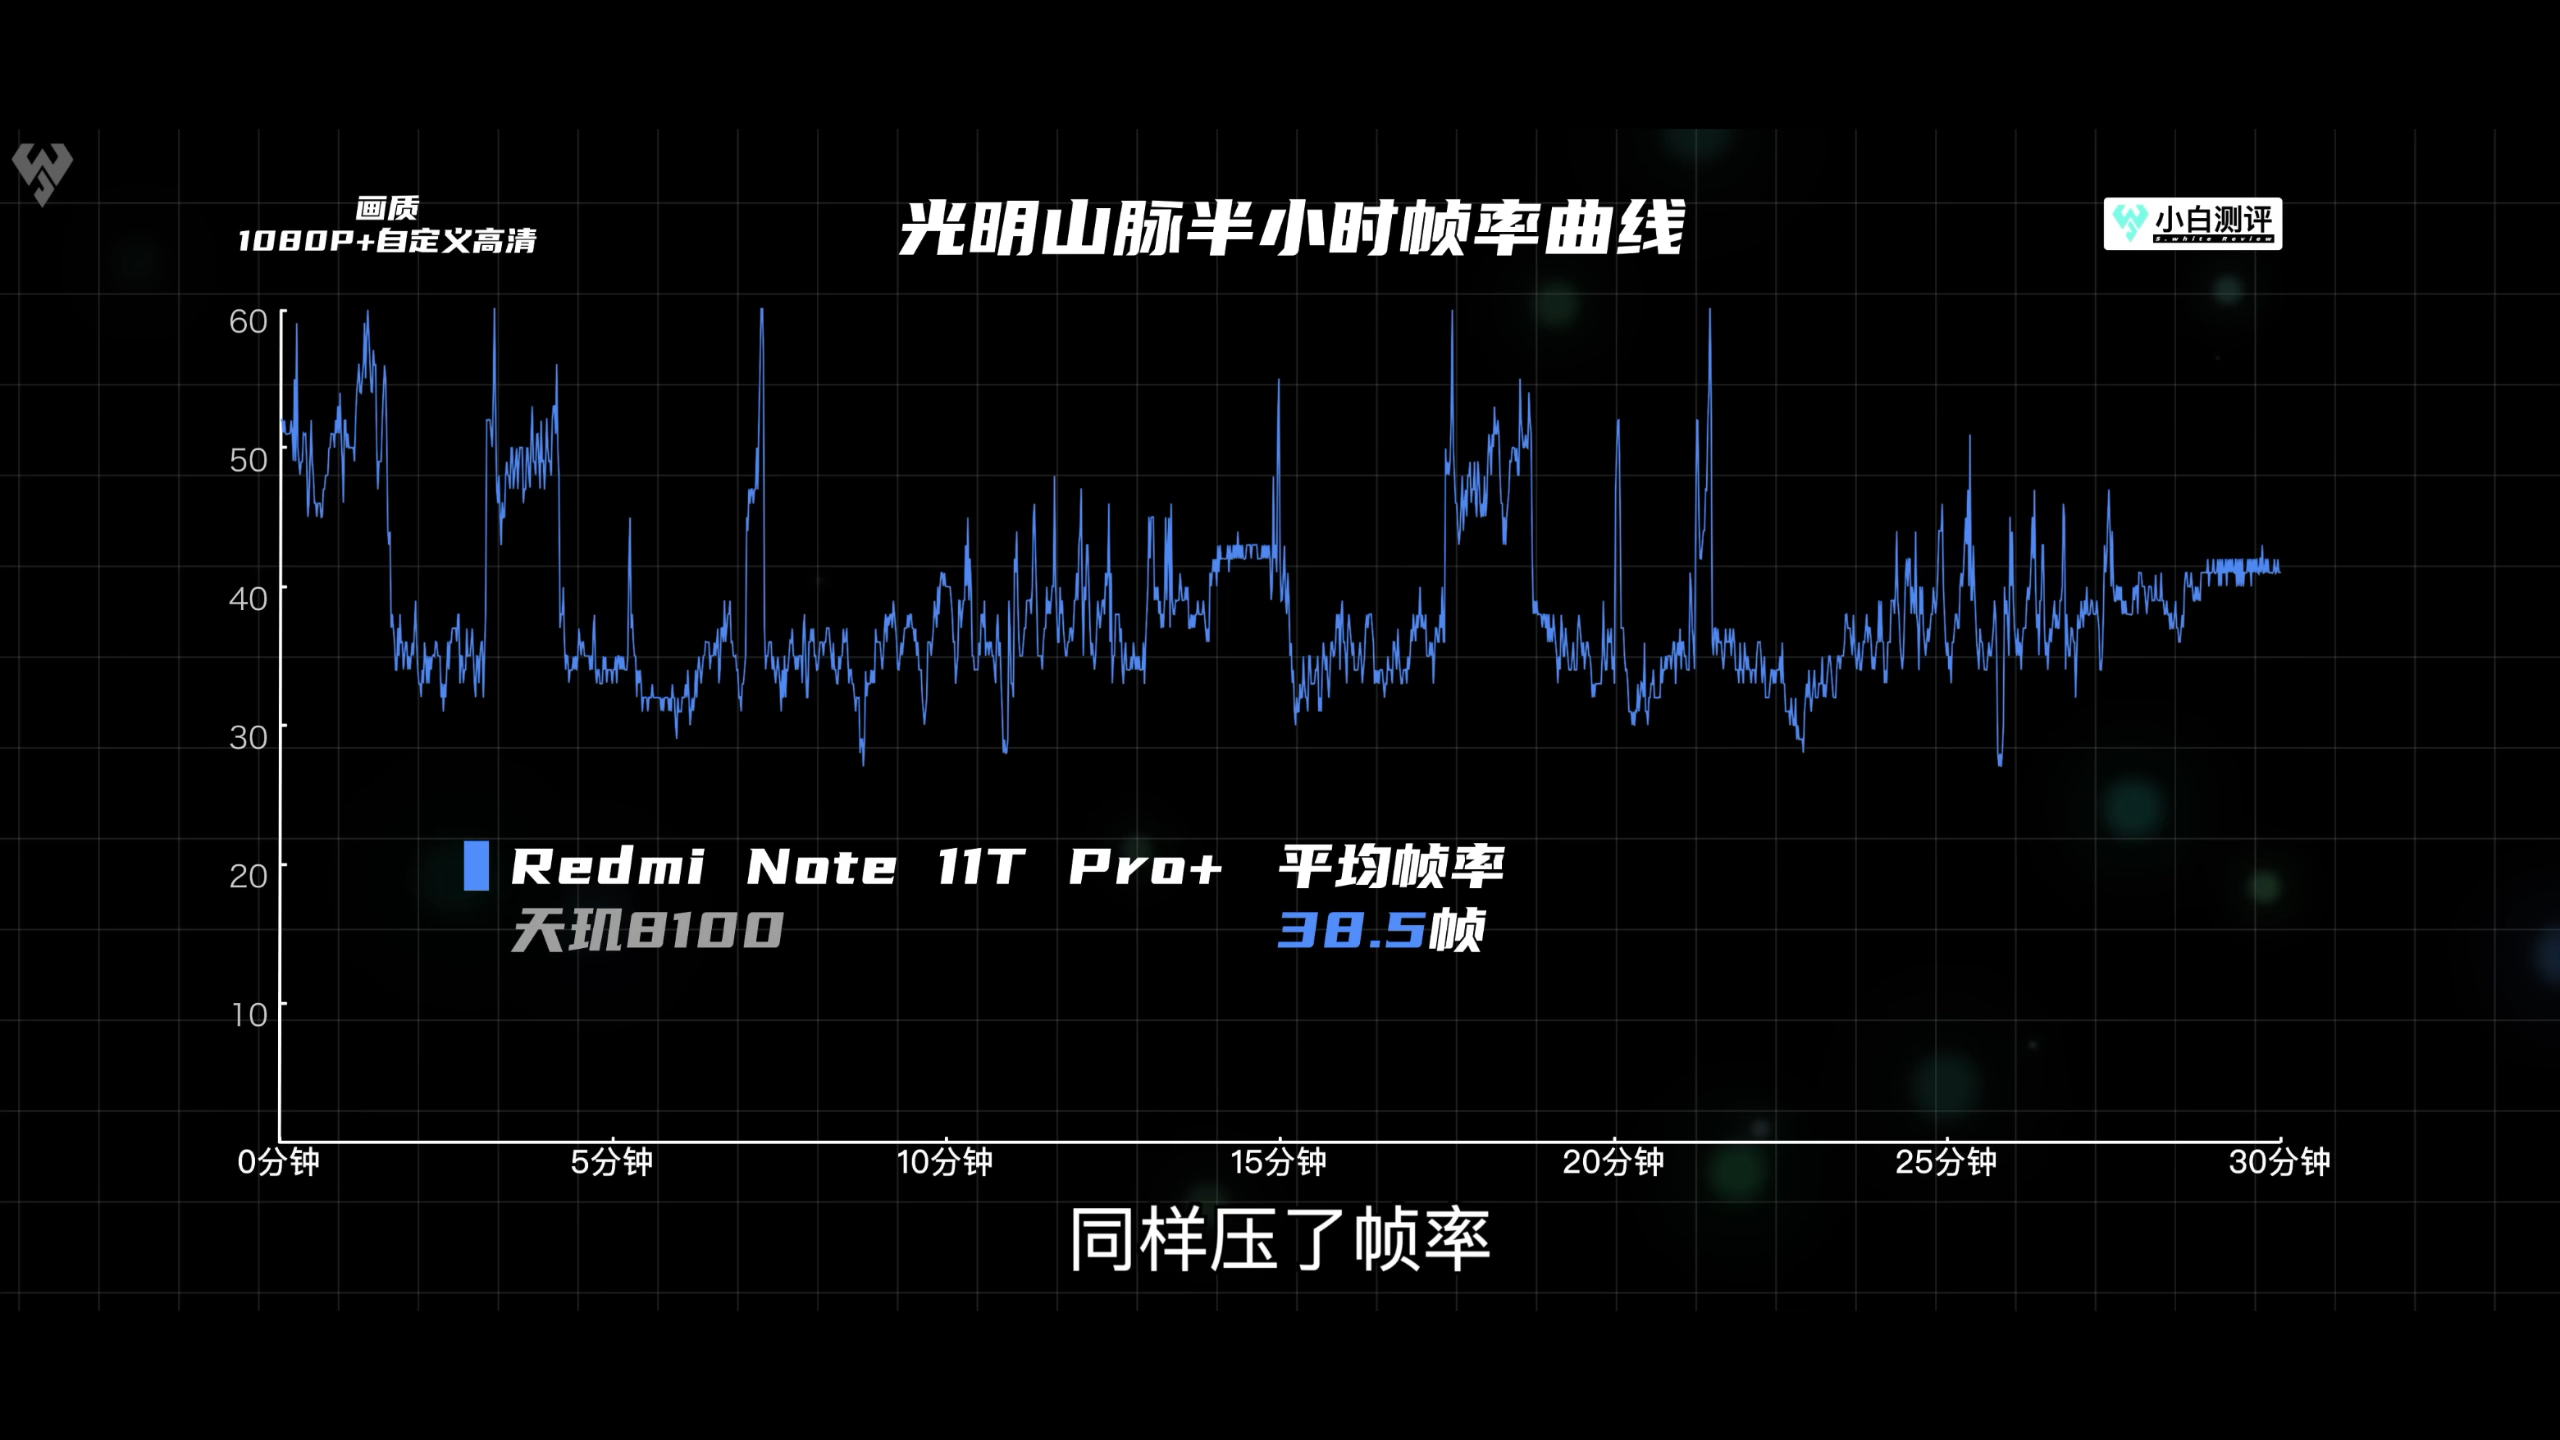 画质
1080P+自定义高清
光明山脉半小时帧率曲线
小白测评
S.white Review
60
50
40
30
20
10
Redmi Note 11T Pro+ 平均帧率
天玑8100 38.5帧
0分钟 5分钟 10分钟 15分钟 20分钟 25分钟 30分钟
同样压了帧率